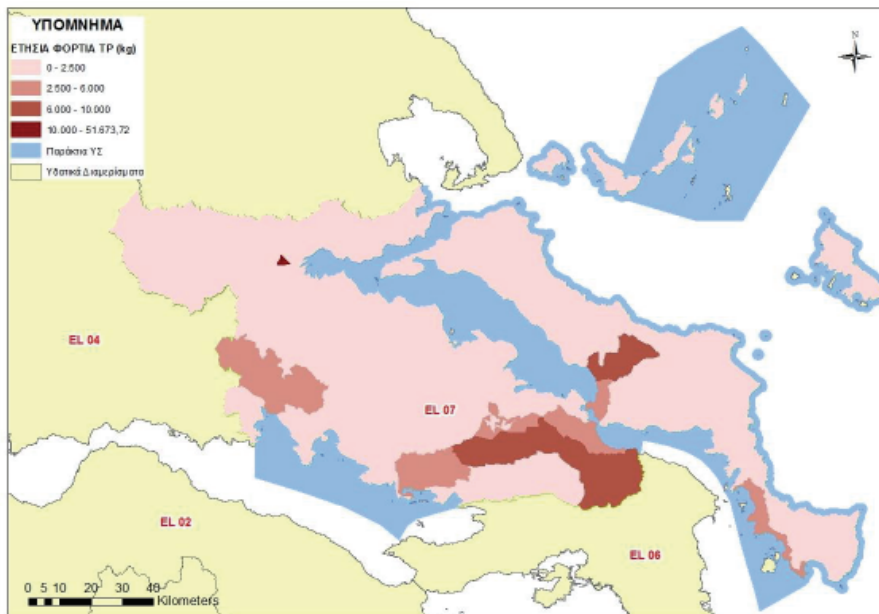 ΥΠΟΜΝΗΜΑ
ΕΤΗΣΙΑ ΦΟΡΤΙΑ TP (kg)
0 - 2.500
2.500 - 6.000
6.000 - 10.000
10.000 - 51.673,72
Παράκτια ΥΣ
Υδατικά Διαμερίσματα
N
EL 04
EL 07
EL 02
EL 06
0 5 10 20 30 40
Kilometers